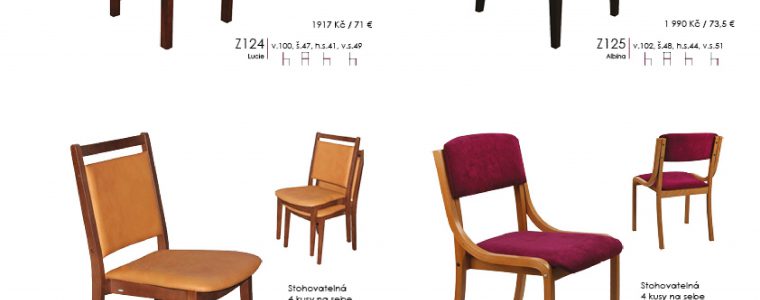 1917 Kč / 71 €
Z124 v.100, š.47, h.s.41, v.s.49
Lucie
1 990 Kč / 73,5 €
Z125 v.102, š.48, h.s.44, v.s.51
Albina
Stohovatelná
4 kusy na sebe
Stohovatelná
4 kusy na sebe